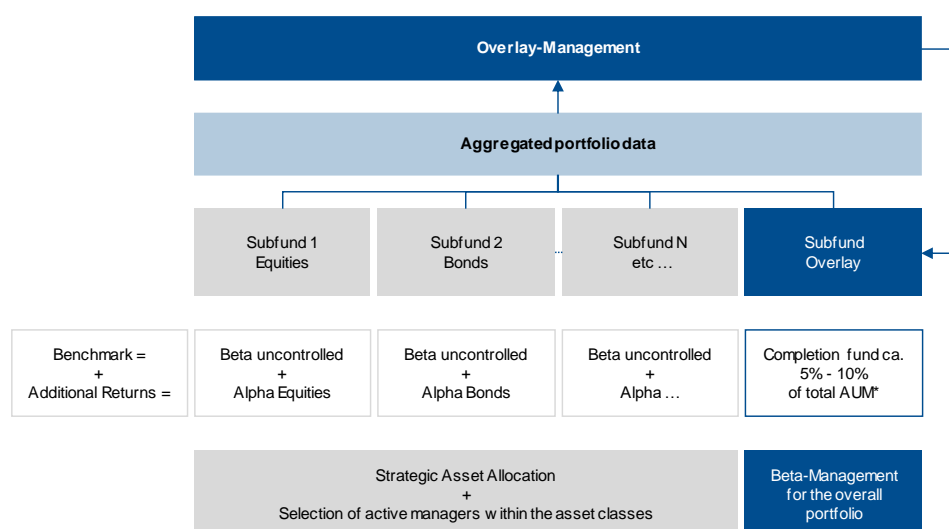 Overlay-Management
Aggregated portfolio data
Subfund 1
Equities
Subfund 2
Bonds
...
Subfund N
etc ...
Subfund
Overlay
Benchmark =
+
Additional Returns =
Beta uncontrolled
+
Alpha Equities
Beta uncontrolled
+
Alpha Bonds
Beta uncontrolled
+
Alpha ...
Completion fund ca.
5% - 10%
of total AUM*
Strategic Asset Allocation
+
Selection of active managers within the asset classes
Beta-Management
for the overall
portfolio